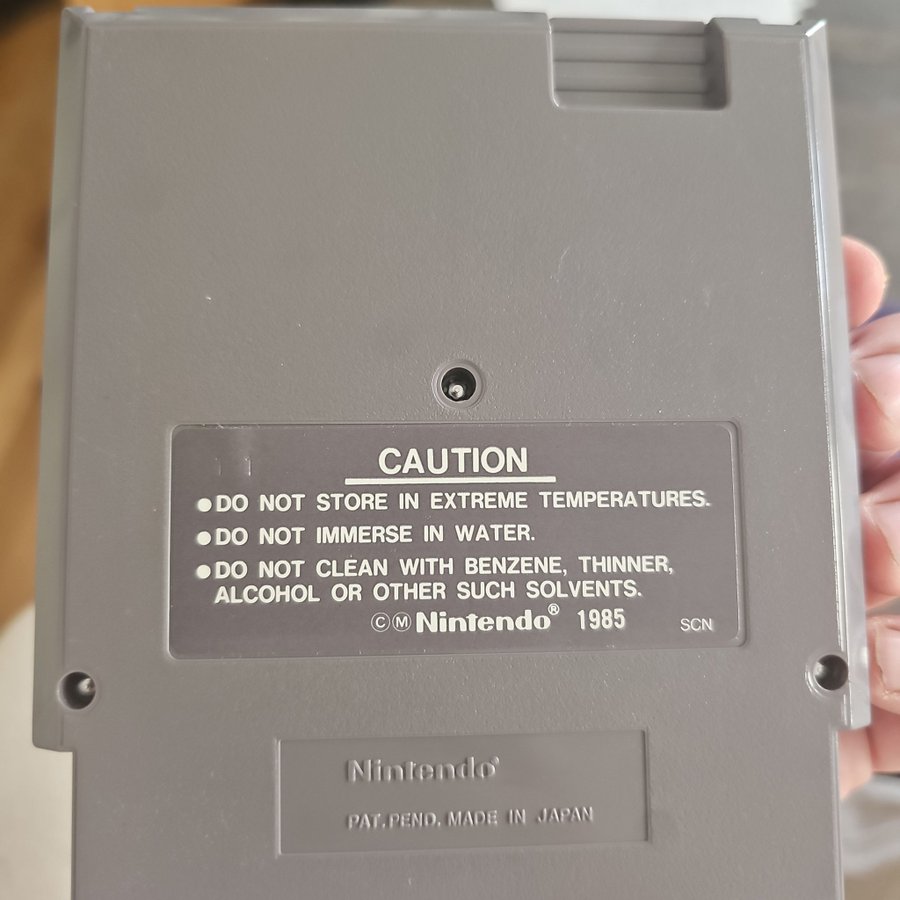 CAUTION
●DO NOT STORE IN EXTREME TEMPERATURES.
●DO NOT IMMERSE IN WATER.
●DO NOT CLEAN WITH BENZENE, THINNER,
ALCOHOL OR OTHER SUCH SOLVENTS.
ⒸⓂNintendo® 1985 SCN
Nintendo®
PAT.PEND. MADE IN JAPAN